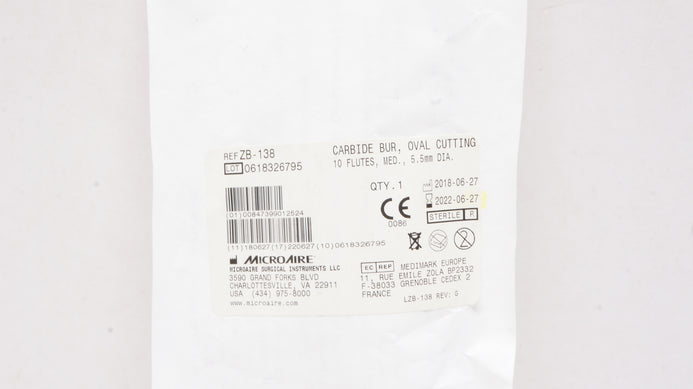 REF ZB-138
LOT 0618326795
CARBIDE BUR, OVAL CUTTING
10 FLUTES, MED., 5.5mm DIA.
QTY. 1
2018-06-27
2022-06-27
CE
0086
STERILE R
2
(01)00847399012524
(11)180627(17)220627(10)0618326795
MICROAIRE
MICROAIRE SURGICAL INSTRUMENTS LLC
3590 GRAND FORKS BLVD
CHARLOTTESVILLE, VA 22911
USA (434) 975-8000
www.microaire.com
EC REP MEDIMARK EUROPE
11, RUE EMILE ZOLA BP2332
F-38033 GRENOBLE CEDEX 2
FRANCE
LZB-138 REV: G